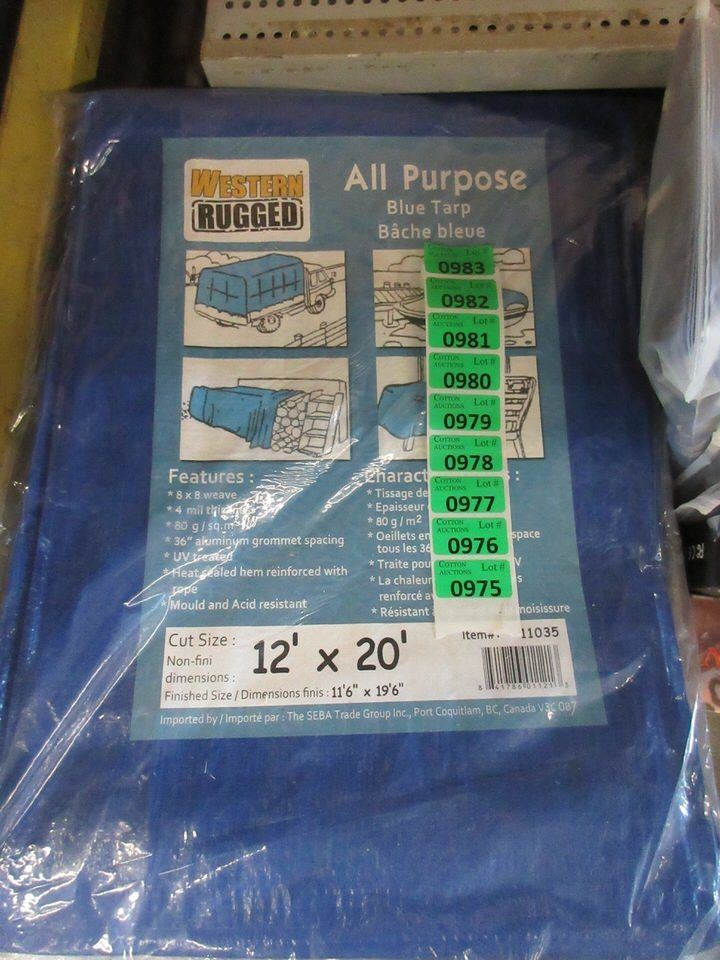 WESTERN
RUGGED
All Purpose
Blue Tarp
Bâche bleue
Lot #
0983
Lot #
0982
COTTON AUCTIONS Lot #
0981
COTTON AUCTIONS Lot #
0980
COTTON AUCTIONS Lot #
0979
COTTON AUCTIONS Lot #
0978
COTTON AUCTIONS Lot #
0977
COTTON AUCTIONS Lot #
0976
COTTON AUCTIONS Lot #
0975
Features :
* 8 x 8 weave
* 4 mil
* 80 g / sq.m
* 36" aluminum grommet spacing
* UV treated
* Heat sealed hem reinforced with
rope
* Mould and Acid resistant
:
* Tissage de
* Epaisseur
* 80 g / m²
* Oeillets en space
tous les 36
* Traite pou V
* La chaleur
renforcé
* Résistant moisissure
Cut Size :
Non-fini
dimensions :
12' x 20'
Finished Size / Dimensions finis : 11'6" x 19'6"
Item#: 11035
Imported by / Importé par : The SEBA Trade Group Inc., Port Coquitlam, BC, Canada V3C